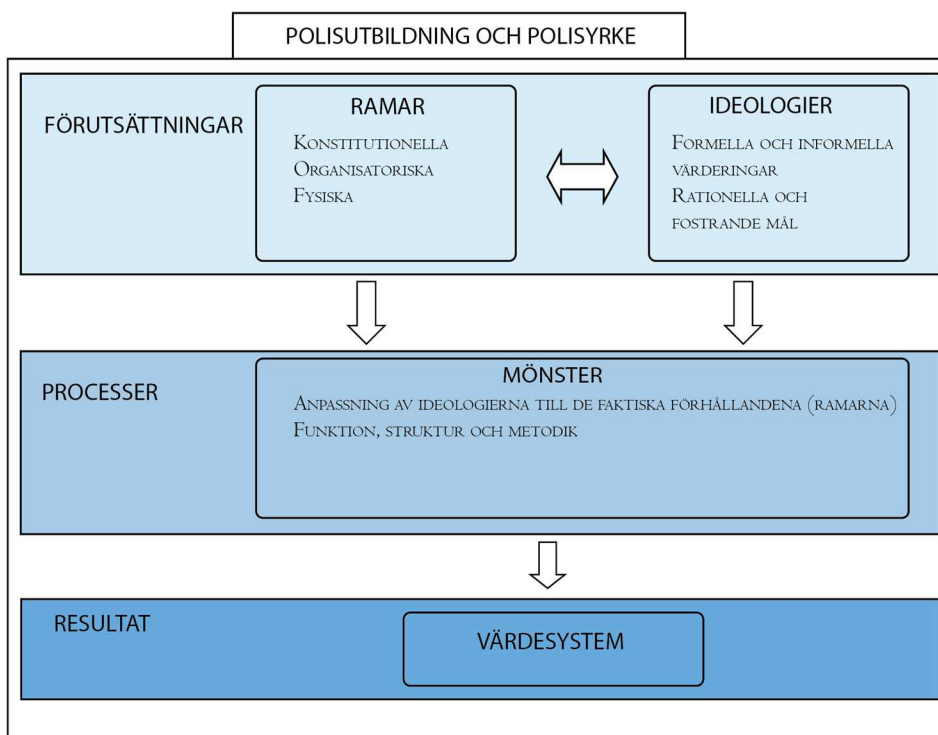 POLISUTBILDNING OCH POLISYRKE
FÖRUTSÄTTNINGAR
RAMAR
KONSTITUTIONELLA
ORGANISATORISKA
FYSISKA
IDEOLOGIER
FORMELLA OCH INFORMELLA
VÄRDERINGAR
RATIONELLA OCH
FOSTRANDE MÅL
PROCESSER
MÖNSTER
ANPASSNING AV IDEOLOGIERNA TILL DE FAKTISKA FÖRHÅLLANDENA (RAMARNA)
FUNKTION, STRUKTUR OCH METODIK
RESULTAT
VÄRDESYSTEM